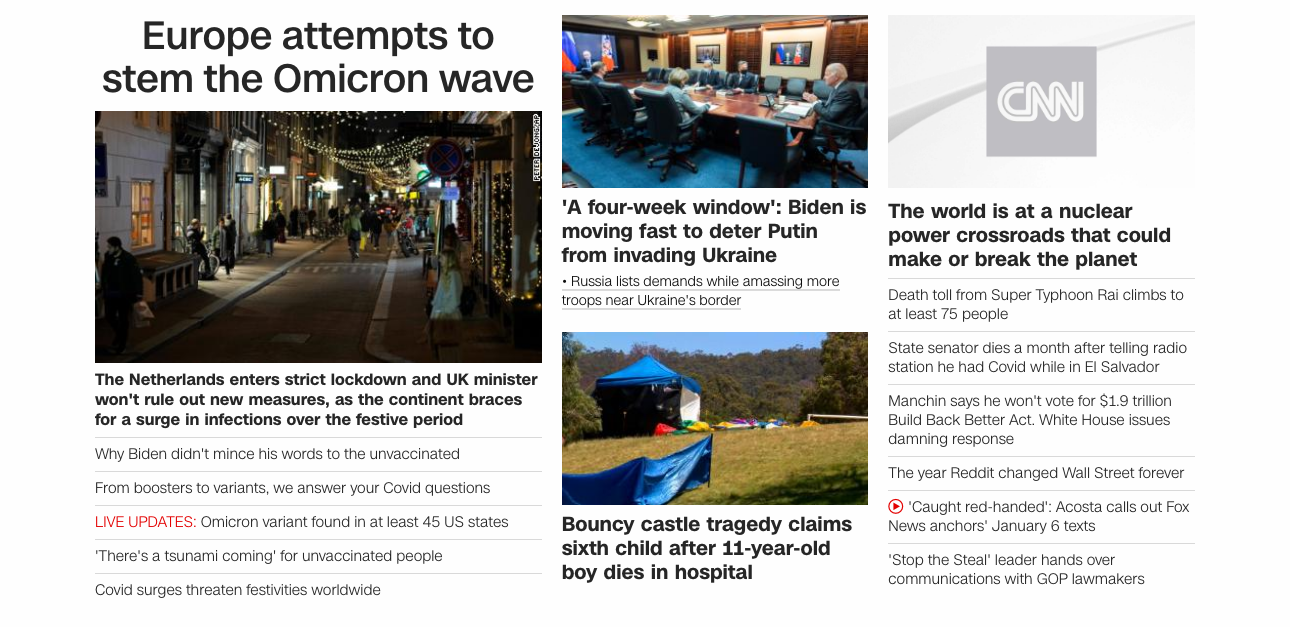 Europe attempts to
stem the Omicron wave
PETER DEJONG/AP
The Netherlands enters strict lockdown and UK minister
won't rule out new measures, as the continent braces
for a surge in infections over the festive period
Why Biden didn't mince his words to the unvaccinated
From boosters to variants, we answer your Covid questions
LIVE UPDATES: Omicron variant found in at least 45 US states
'There's a tsunami coming' for unvaccinated people
Covid surges threaten festivities worldwide
'A four-week window': Biden is
moving fast to deter Putin
from invading Ukraine
• Russia lists demands while amassing more
troops near Ukraine's border
Bouncy castle tragedy claims
sixth child after 11-year-old
boy dies in hospital
CNN
The world is at a nuclear
power crossroads that could
make or break the planet
Death toll from Super Typhoon Rai climbs to
at least 75 people
State senator dies a month after telling radio
station he had Covid while in El Salvador
Manchin says he won't vote for $1.9 trillion
Build Back Better Act. White House issues
damning response
The year Reddit changed Wall Street forever
'Caught red-handed': Acosta calls out Fox
News anchors' January 6 texts
'Stop the Steal' leader hands over
communications with GOP lawmakers